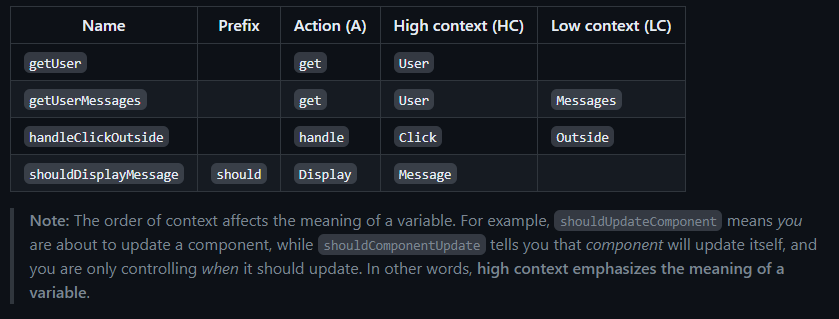 Name Prefix Action (A) High context (HC) Low context (LC)
getUser get User
getUserMessages get User Messages
handleClickOutside handle Click Outside
shouldDisplayMessage should Display Message
Note: The order of context affects the meaning of a variable. For example, shouldUpdateComponent means you
are about to update a component, while shouldComponentUpdate tells you that component will update itself, and
you are only controlling when it should update. In other words, high context emphasizes the meaning of a
variable.